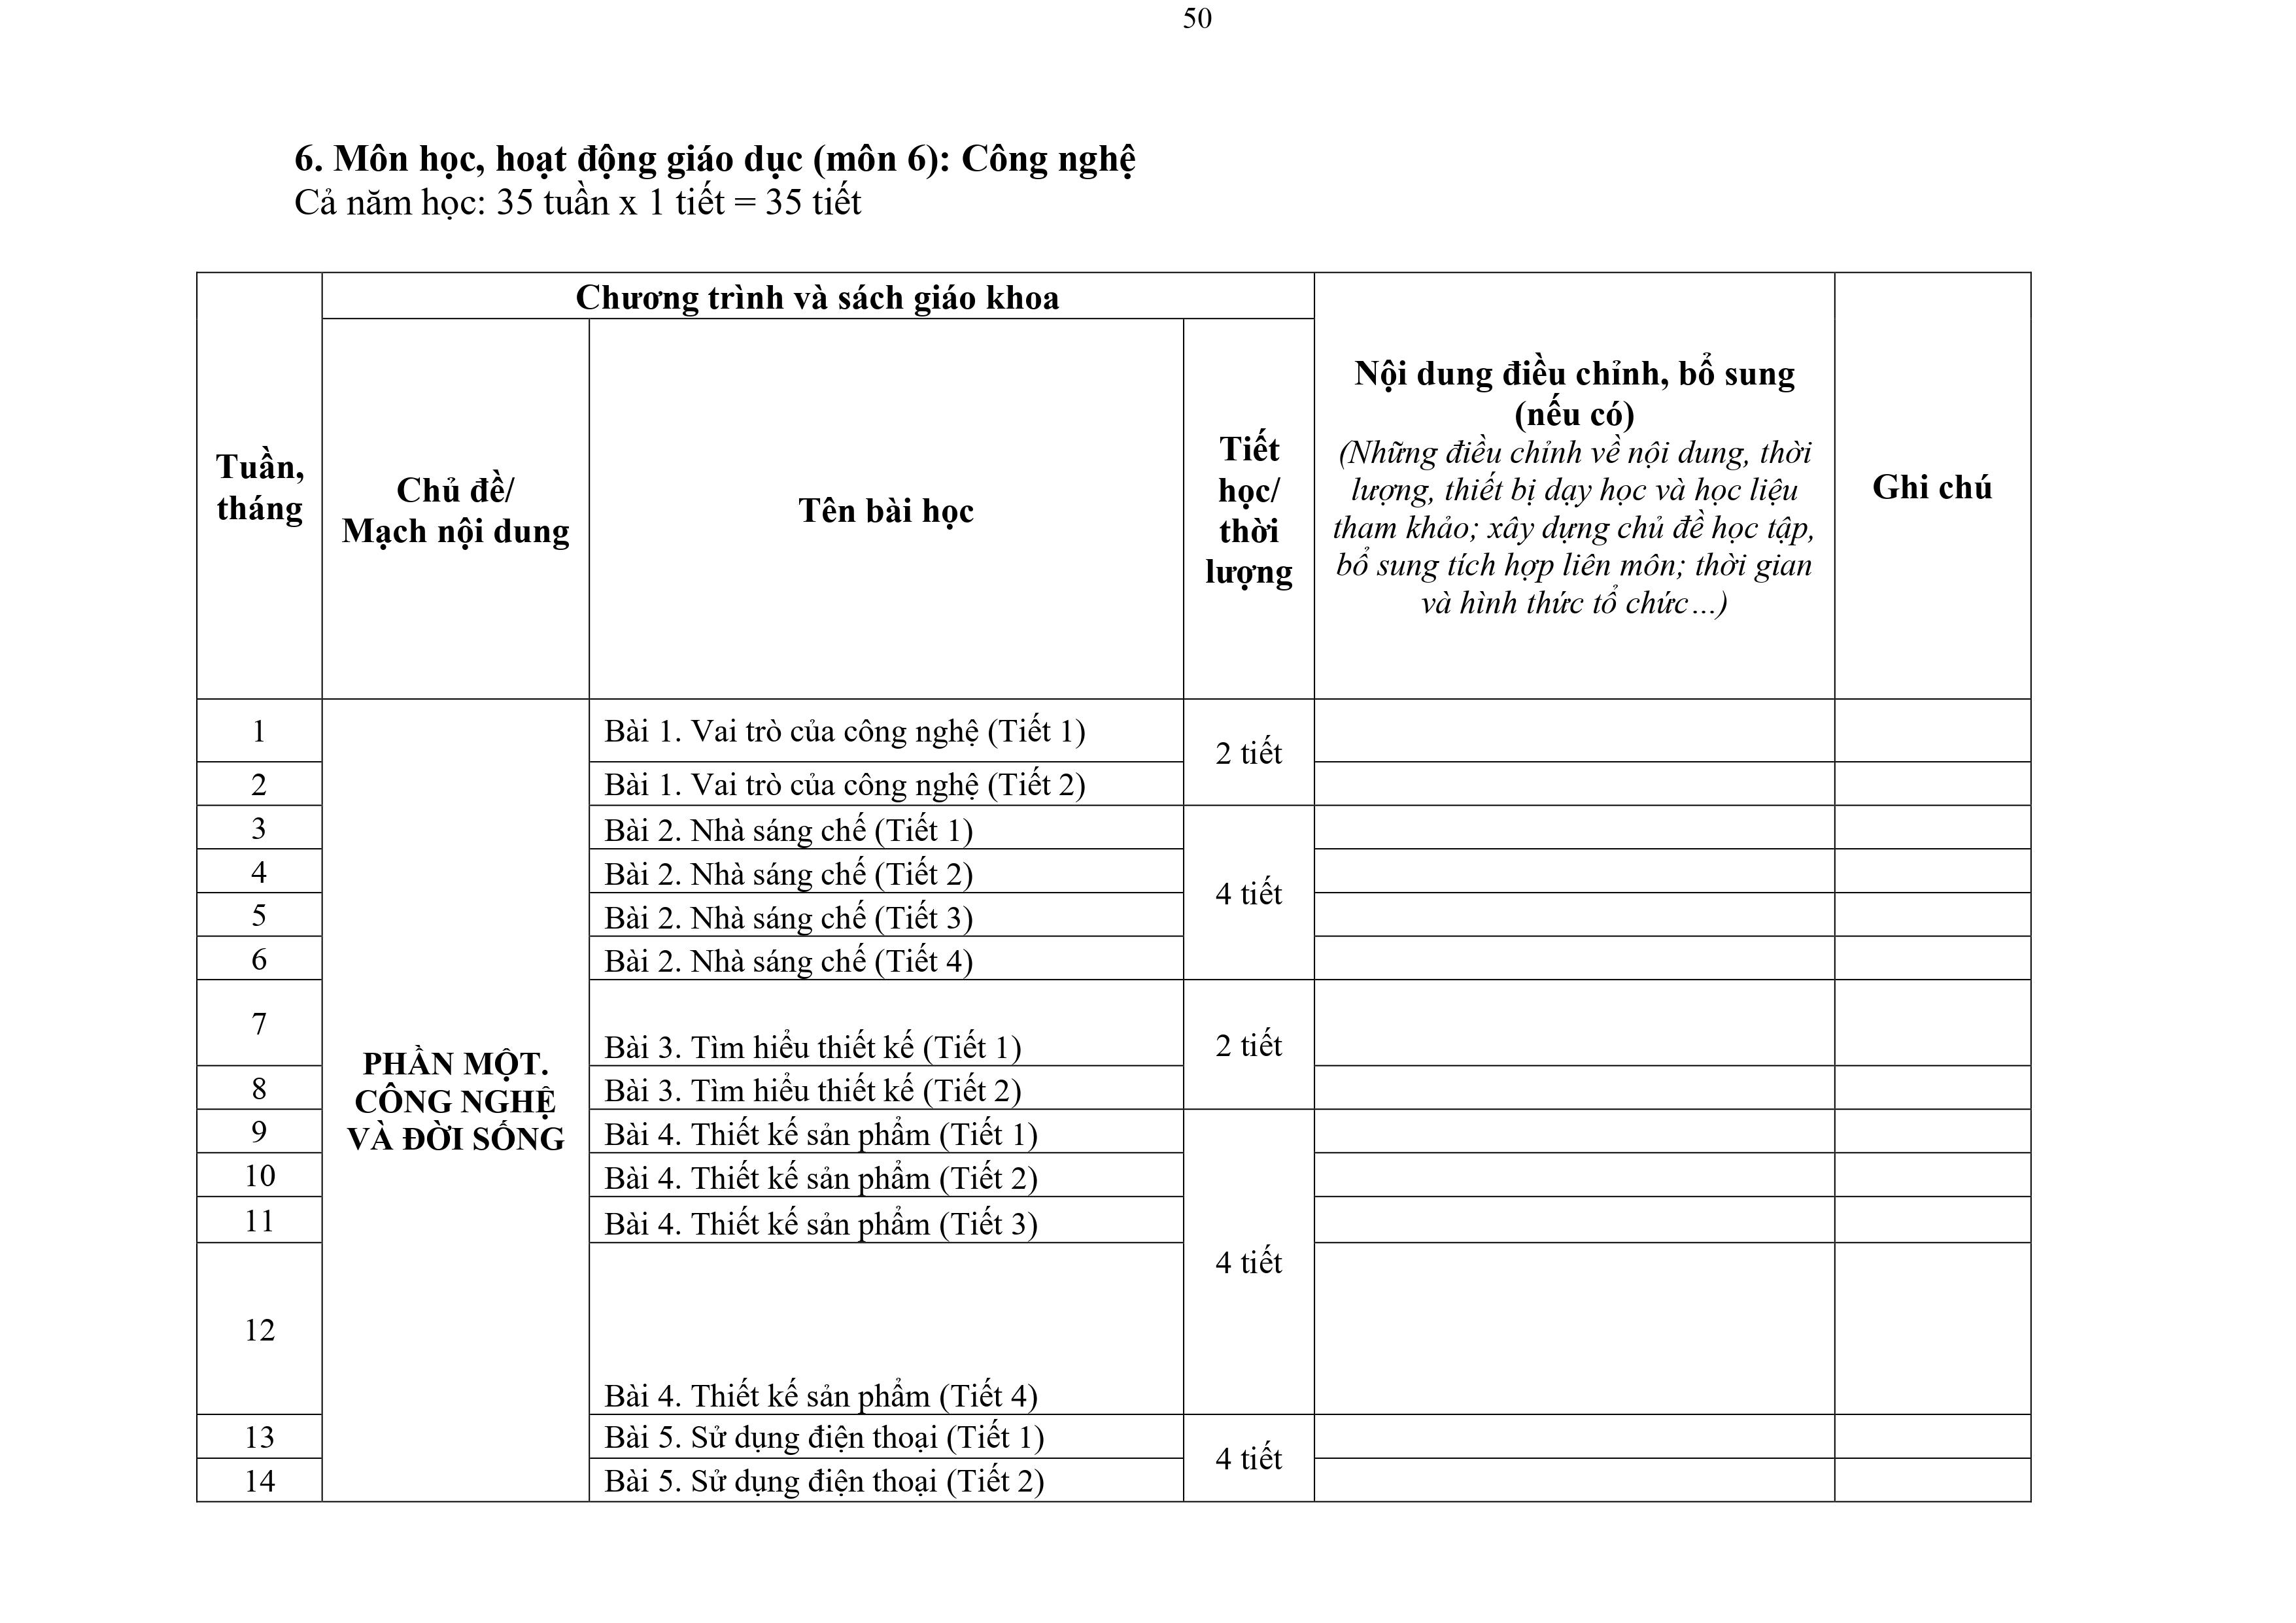 50
6. Môn học, hoạt động giáo dục (môn 6): Công nghệ
Cả năm học: 35 tuần x 1 tiết = 35 tiết
Tuần,
tháng
Chương trình và sách giáo khoa
Chủ đề/
Mạch nội dung
Tên bài học
Tiết
học/
thời
lượng
Nội dung điều chỉnh, bổ sung
(nếu có)
(Những điều chỉnh về nội dung, thời
lượng, thiết bị dạy học và học liệu
tham khảo; xây dựng chủ đề học tập,
bổ sung tích hợp liên môn; thời gian
và hình thức tổ chức…)
Ghi chú
PHẦN MỘT.
CÔNG NGHỆ
VÀ ĐỜI SỐNG
1 Bài 1. Vai trò của công nghệ (Tiết 1)
2 tiết
2 Bài 1. Vai trò của công nghệ (Tiết 2)
3 Bài 2. Nhà sáng chế (Tiết 1)
4 Bài 2. Nhà sáng chế (Tiết 2)
4 tiết
5 Bài 2. Nhà sáng chế (Tiết 3)
6 Bài 2. Nhà sáng chế (Tiết 4)
7 Bài 3. Tìm hiểu thiết kế (Tiết 1)
2 tiết
8 Bài 3. Tìm hiểu thiết kế (Tiết 2)
9 Bài 4. Thiết kế sản phẩm (Tiết 1)
10 Bài 4. Thiết kế sản phẩm (Tiết 2)
11 Bài 4. Thiết kế sản phẩm (Tiết 3)
4 tiết
12 Bài 4. Thiết kế sản phẩm (Tiết 4)
13 Bài 5. Sử dụng điện thoại (Tiết 1)
4 tiết
14 Bài 5. Sử dụng điện thoại (Tiết 2)